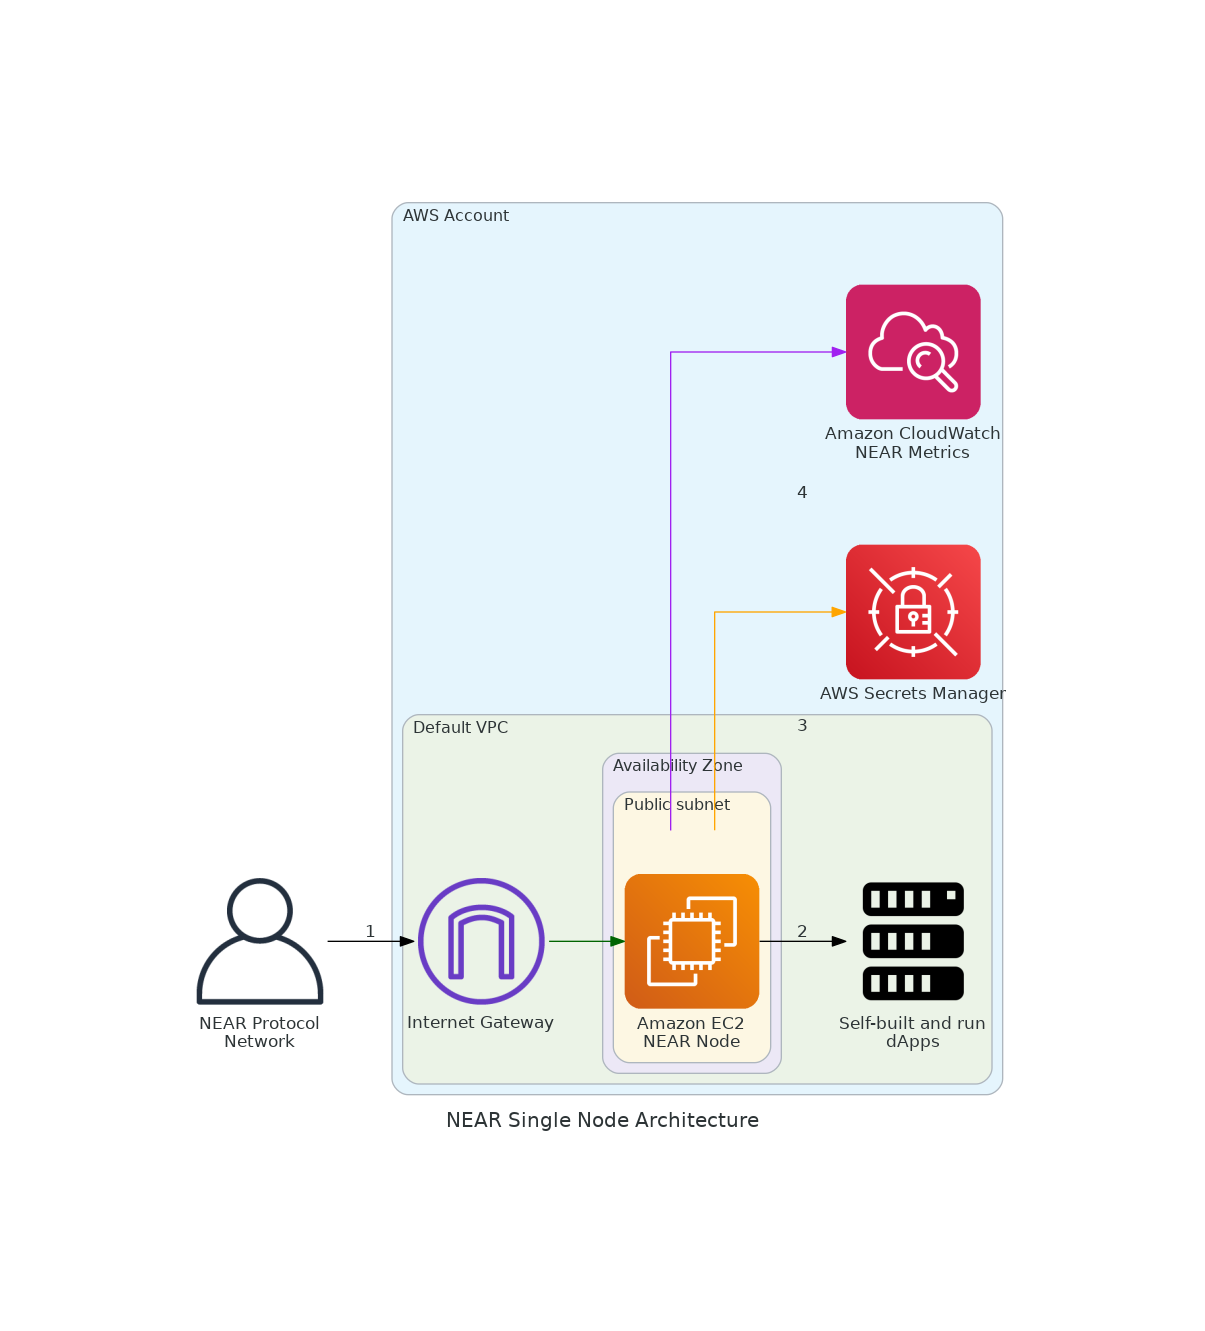 AWS Account
Amazon CloudWatch
NEAR Metrics
4
AWS Secrets Manager
Default VPC
3
Availability Zone
Public subnet
1
2
NEAR Protocol
Network
Internet Gateway
Amazon EC2
NEAR Node
Self-built and run
dApps
NEAR Single Node Architecture